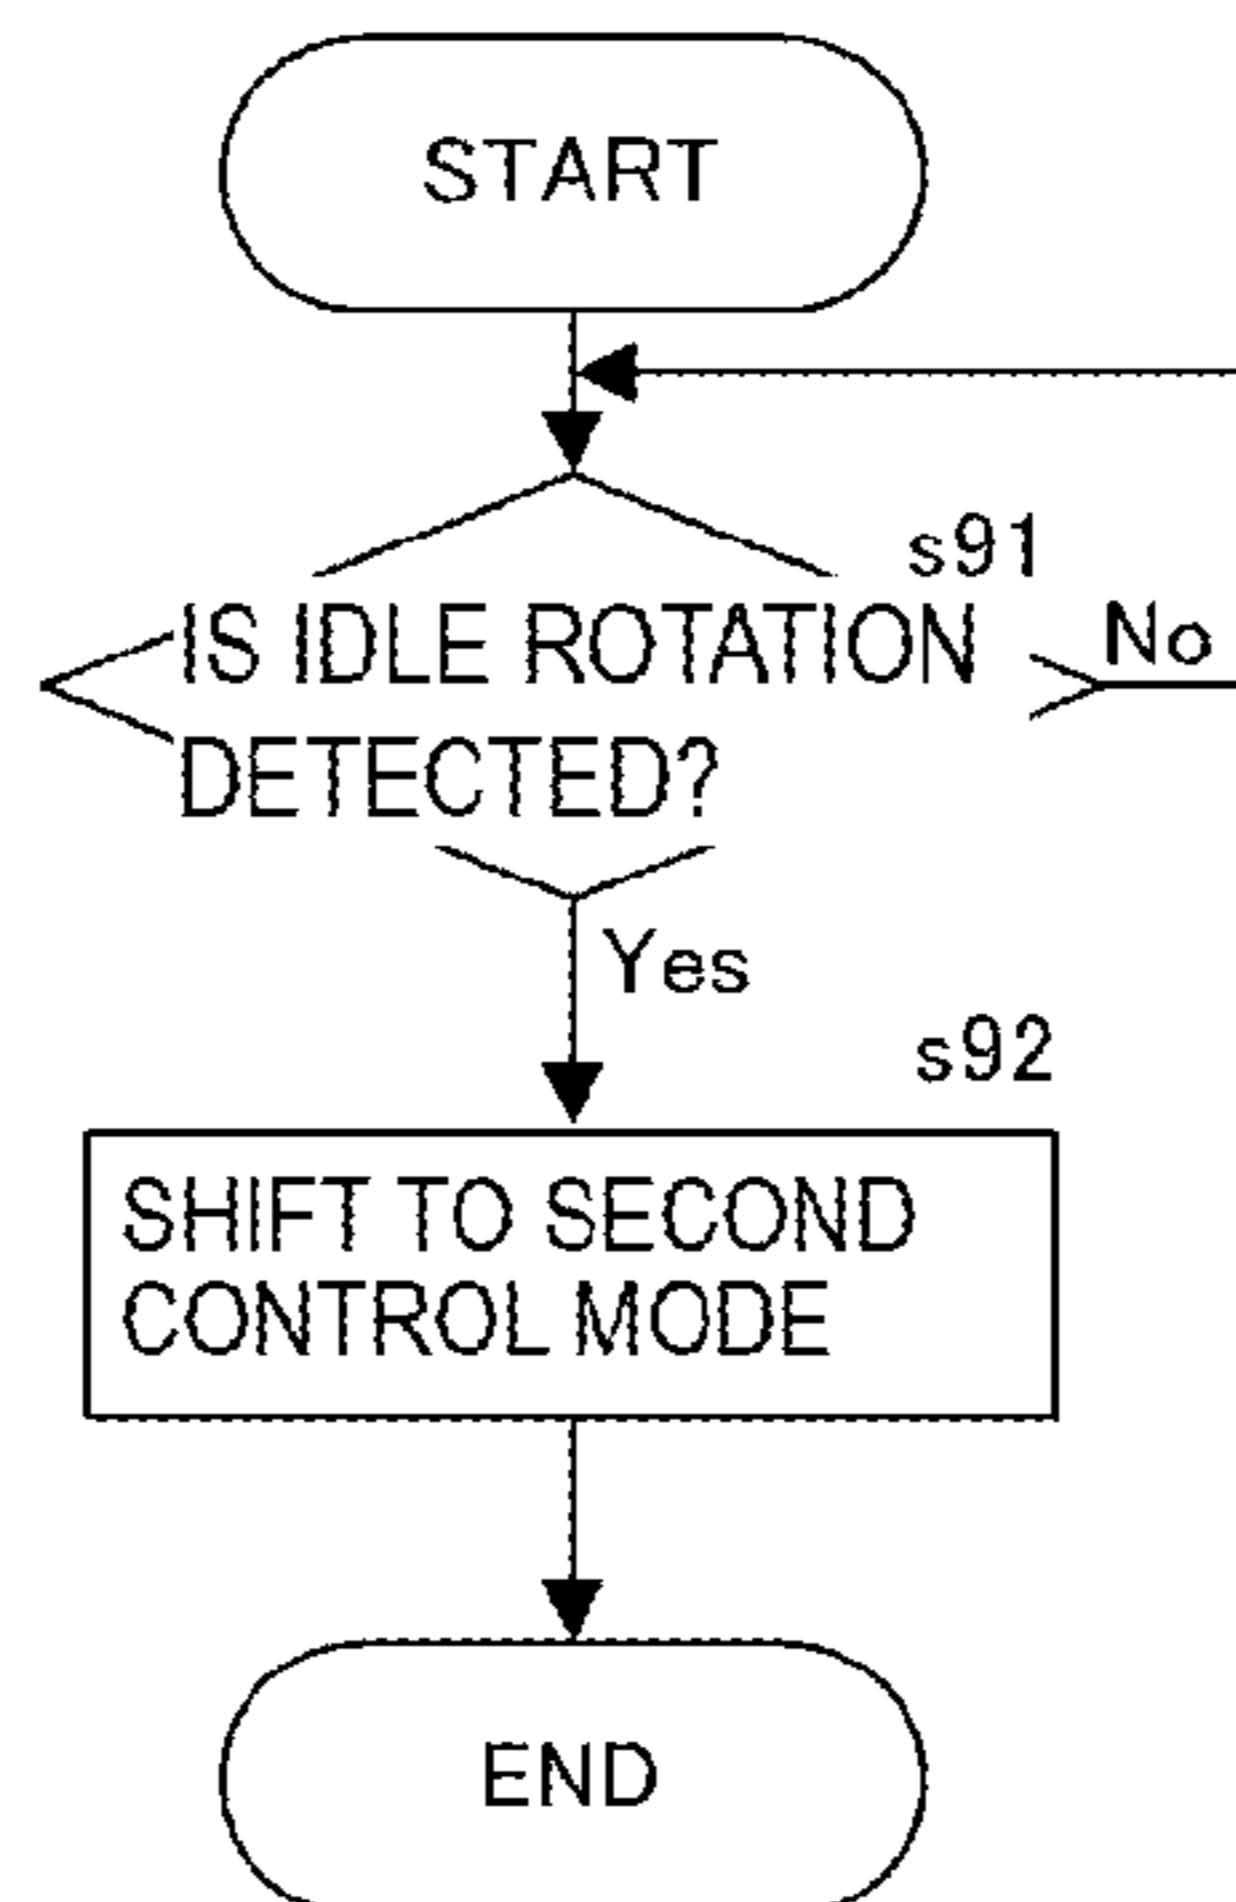 START
s91
IS IDLE ROTATION
DETECTED?
No
Yes
s92
SHIFT TO SECOND
CONTROL MODE
END